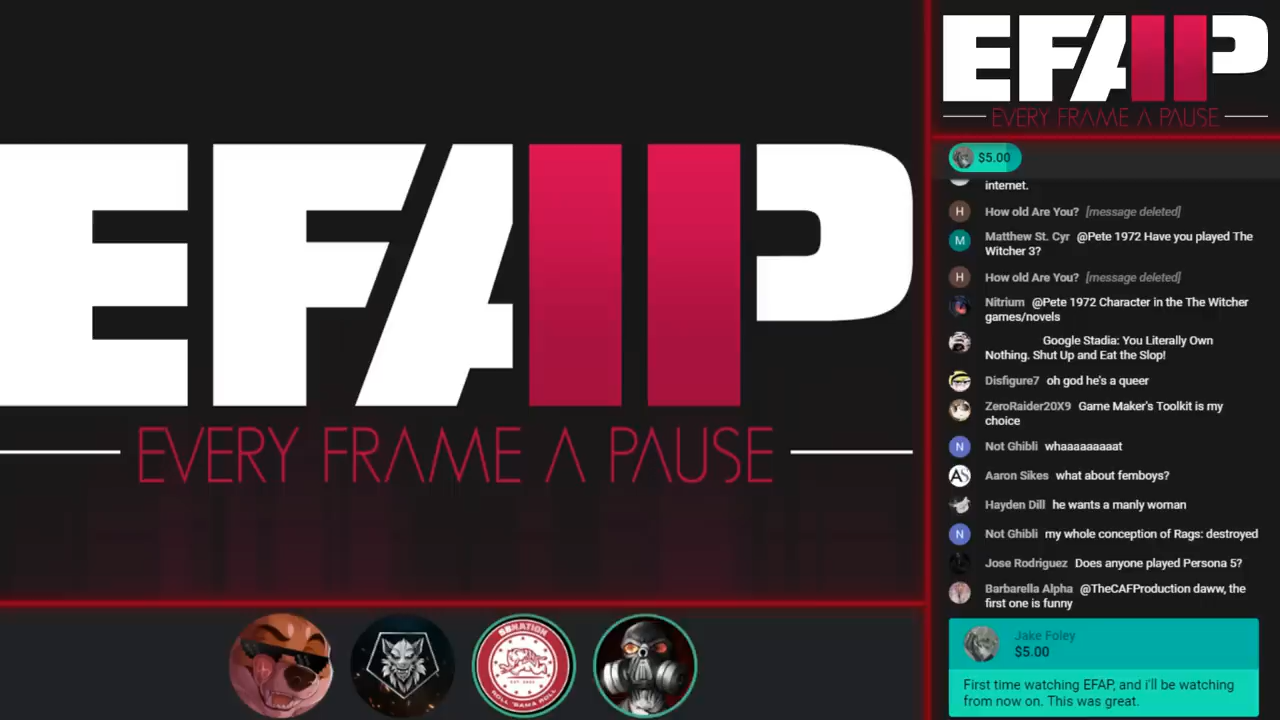 EFAP
EVERY FRAME A PAUSE
EFAP
EVERY FRAME A PAUSE
$5.00
internet.
H How old Are You? [message deleted]
M Matthew St. Cyr @Pete 1972 Have you played The
Witcher 3?
H How old Are You? [message deleted]
Nitrium @Pete 1972 Character in the The Witcher
games/novels
Google Stadia: You Literally Own
Nothing. Shut Up and Eat the Slop!
Disfigure7 oh god he's a queer
ZeroRaider20X9 Game Maker's Toolkit is my
choice
N Not Ghibli whaaaaaaaaat
AS Aaron Sikes what about femboys?
Hayden Dill he wants a manly woman
N Not Ghibli my whole conception of Rags: destroyed
Jose Rodriguez Does anyone played Persona 5?
Barbarella Alpha @TheCAFProduction daww, the
first one is funny
Jake Foley
$5.00
First time watching EFAP, and i'll be watching
from now on. This was great.
ROLL 'BAMA ROLL